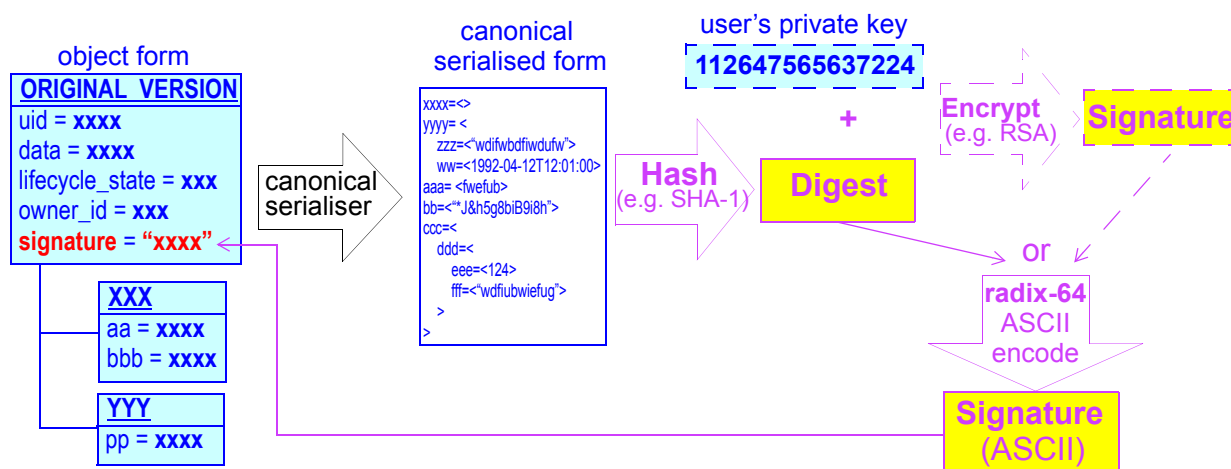 object form
ORIGINAL_VERSION
uid = xxxx
data = xxxx
lifecycle_state = xxx
owner_id = xxx
signature = “xxxx”
XXX
aa = xxxx
bbb = xxxx
YYY
pp = xxxx
canonical
serialiser
canonical
serialised form
xxxx=<>
yyyy= <
zzz=<“wdifwbdfiwdufw”>
ww=<1992-04-12T12:01:00>
aaa= <fwefub>
bb=<“*J&h5g8biB9i8h”>
ccc=<
ddd=<
eee=<124>
fff=<“wdfiubwiefug”>
>
>
Hash
(e.g. SHA-1)
user’s private key
112647565637224
+
Digest
Encrypt
(e.g. RSA)
Signature
or
radix-64
ASCII
encode
Signature
(ASCII)